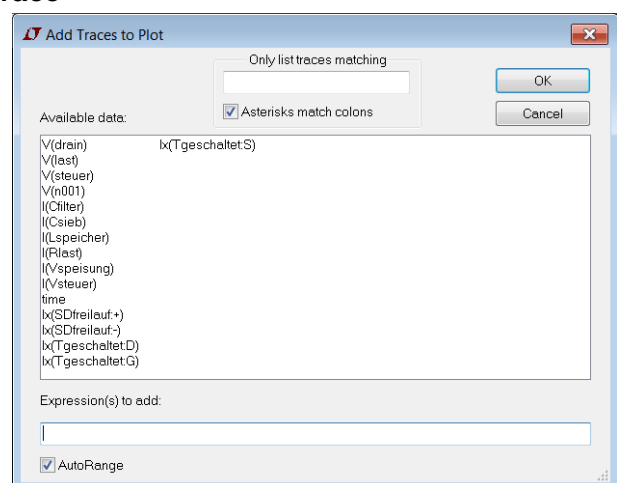 Add Traces to Plot
Only list traces matching
OK
Asterisks match colons
Cancel
Available data:
V(drain) Ix(Tgeschaltet:S)
V(last)
V(steuer)
V(n001)
I(Cfilter)
I(Csieb)
I(Lspeicher)
I(Rlast)
I(Vspeisung)
I(Vsteuer)
time
Ix(SDfreilauf:+)
Ix(SDfreilauf:-)
Ix(Tgeschaltet:D)
Ix(Tgeschaltet:G)
Expression(s) to add:
AutoRange